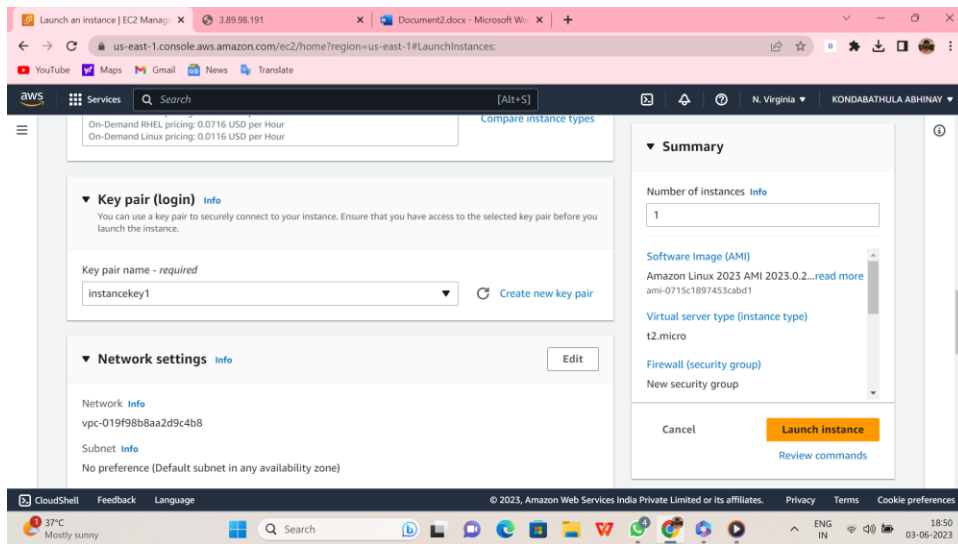 Launch an instance | EC2 Manag
3.89.98.191
Document2.docx - Microsoft Wo
us-east-1.console.aws.amazon.com/ec2/home?region=us-east-1#LaunchInstances:
YouTube Maps Gmail News Translate
aws Services Search [Alt+S] N. Virginia KONDABATHULA ABHINAY
On-Demand RHEL pricing: 0.0716 USD per Hour
On-Demand Linux pricing: 0.0116 USD per Hour
Compare instance types
Key pair (login) Info
You can use a key pair to securely connect to your instance. Ensure that you have access to the selected key pair before you
launch the instance.
Key pair name - required
instancekey1
Create new key pair
Network settings Info
Edit
Network Info
vpc-019f98b8aa2d9c4b8
Subnet Info
No preference (Default subnet in any availability zone)
Summary
Number of instances Info
1
Software Image (AMI)
Amazon Linux 2023 AMI 2023.0.2...read more
ami-0715c1897453cabd1
Virtual server type (instance type)
t2.micro
Firewall (security group)
New security group
Cancel
Launch instance
Review commands
CloudShell Feedback Language © 2023, Amazon Web Services India Private Limited or its affiliates. Privacy Terms Cookie preferences
1
37°C
Mostly sunny
Search
4
ENG
IN
18:50
03-06-2023